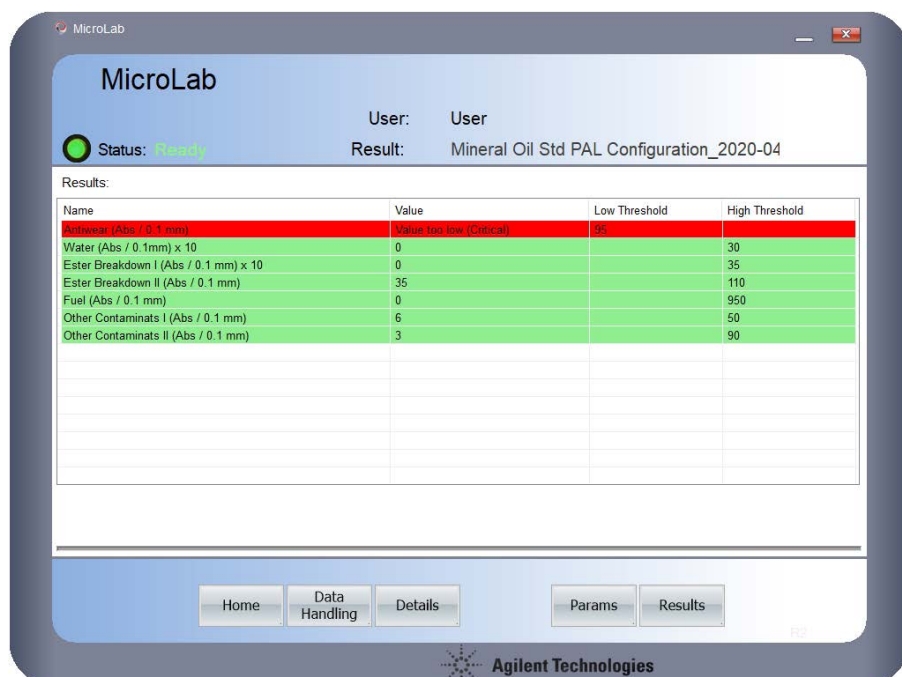 MicroLab
MicroLab
User: User
Status: Ready Result: Mineral Oil Std PAL Configuration_2020-04
Results:
Name Value Low Threshold High Threshold
Antiwear (Abs / 0.1 mm) Value too low (Critical) 95
Water (Abs / 0.1mm) x 10 0 30
Ester Breakdown I (Abs / 0.1 mm) x 10 0 35
Ester Breakdown II (Abs / 0.1 mm) 35 110
Fuel (Abs / 0.1 mm) 0 950
Other Contaminats I (Abs / 0.1 mm) 6 50
Other Contaminats II (Abs / 0.1 mm) 3 90
Home Data Handling Details Params Results
Agilent Technologies